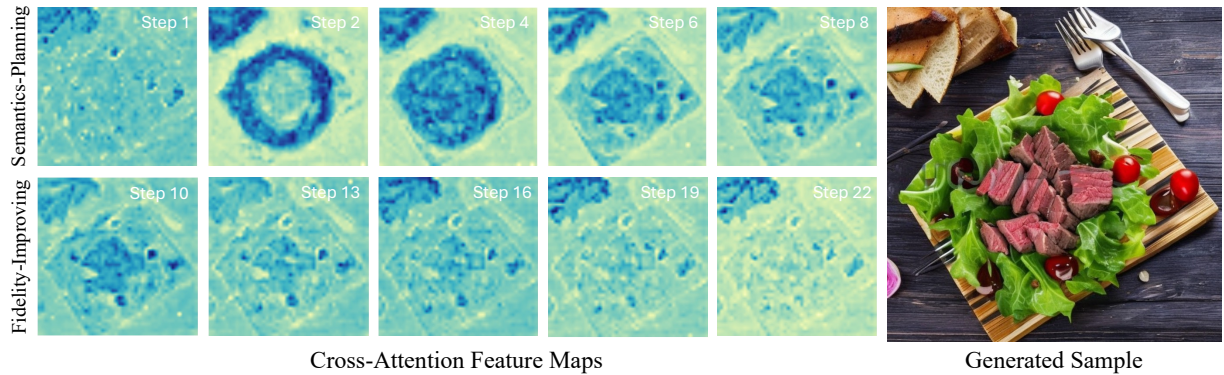 Semantics-Planning
Step 1
Step 2
Step 4
Step 6
Step 8
Fidelity-Improving
Step 10
Step 13
Step 16
Step 19
Step 22
Cross-Attention Feature Maps
Generated Sample